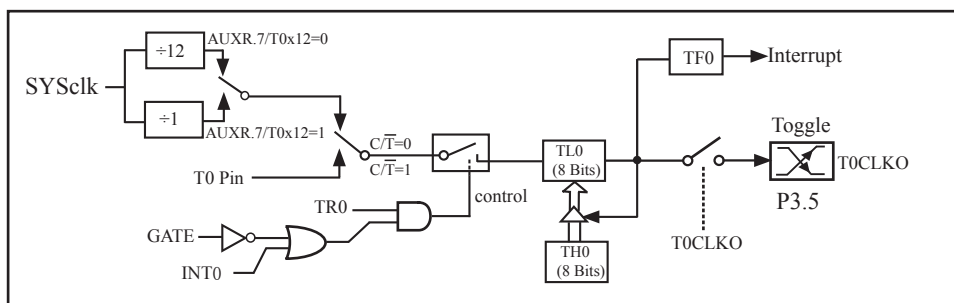 ÷12
AUXR.7/T0x12=0
SYSclk
÷1
AUXR.7/T0x12=1
T0 Pin
C/T̅=0
C/T̅=1
control
TR0
GATE
INT0
TL0
(8 Bits)
TH0
(8 Bits)
TF0
Interrupt
Toggle
T0CLKO
P3.5
T0CLKO